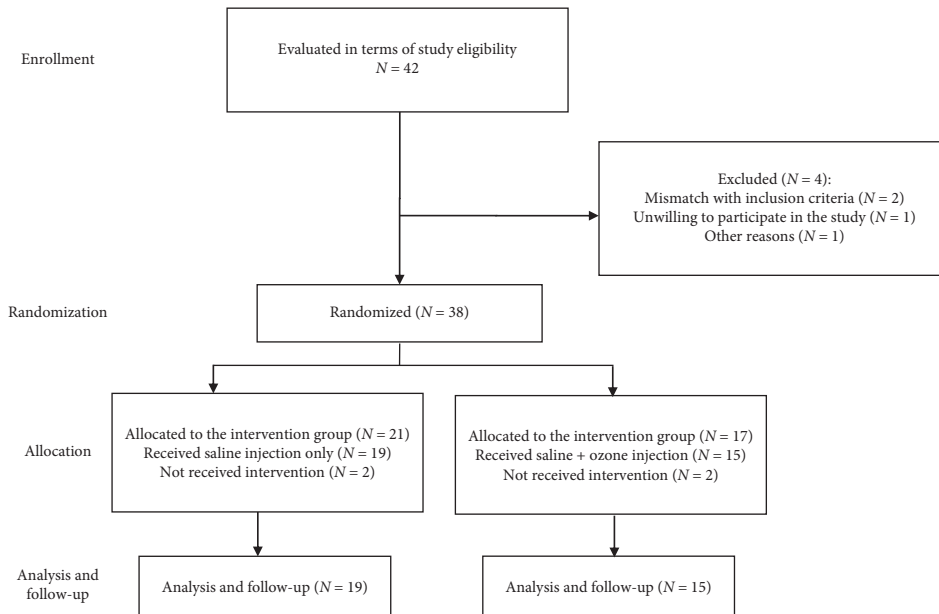 Enrollment
Evaluated in terms of study eligibility
N = 42
Excluded (N = 4):
Mismatch with inclusion criteria (N = 2)
Unwilling to participate in the study (N = 1)
Other reasons (N = 1)
Randomization
Randomized (N = 38)
Allocation
Allocated to the intervention group (N = 21)
Received saline injection only (N = 19)
Not received intervention (N = 2)
Allocated to the intervention group (N = 17)
Received saline + ozone injection (N = 15)
Not received intervention (N = 2)
Analysis and
follow-up
Analysis and follow-up (N = 19)
Analysis and follow-up (N = 15)